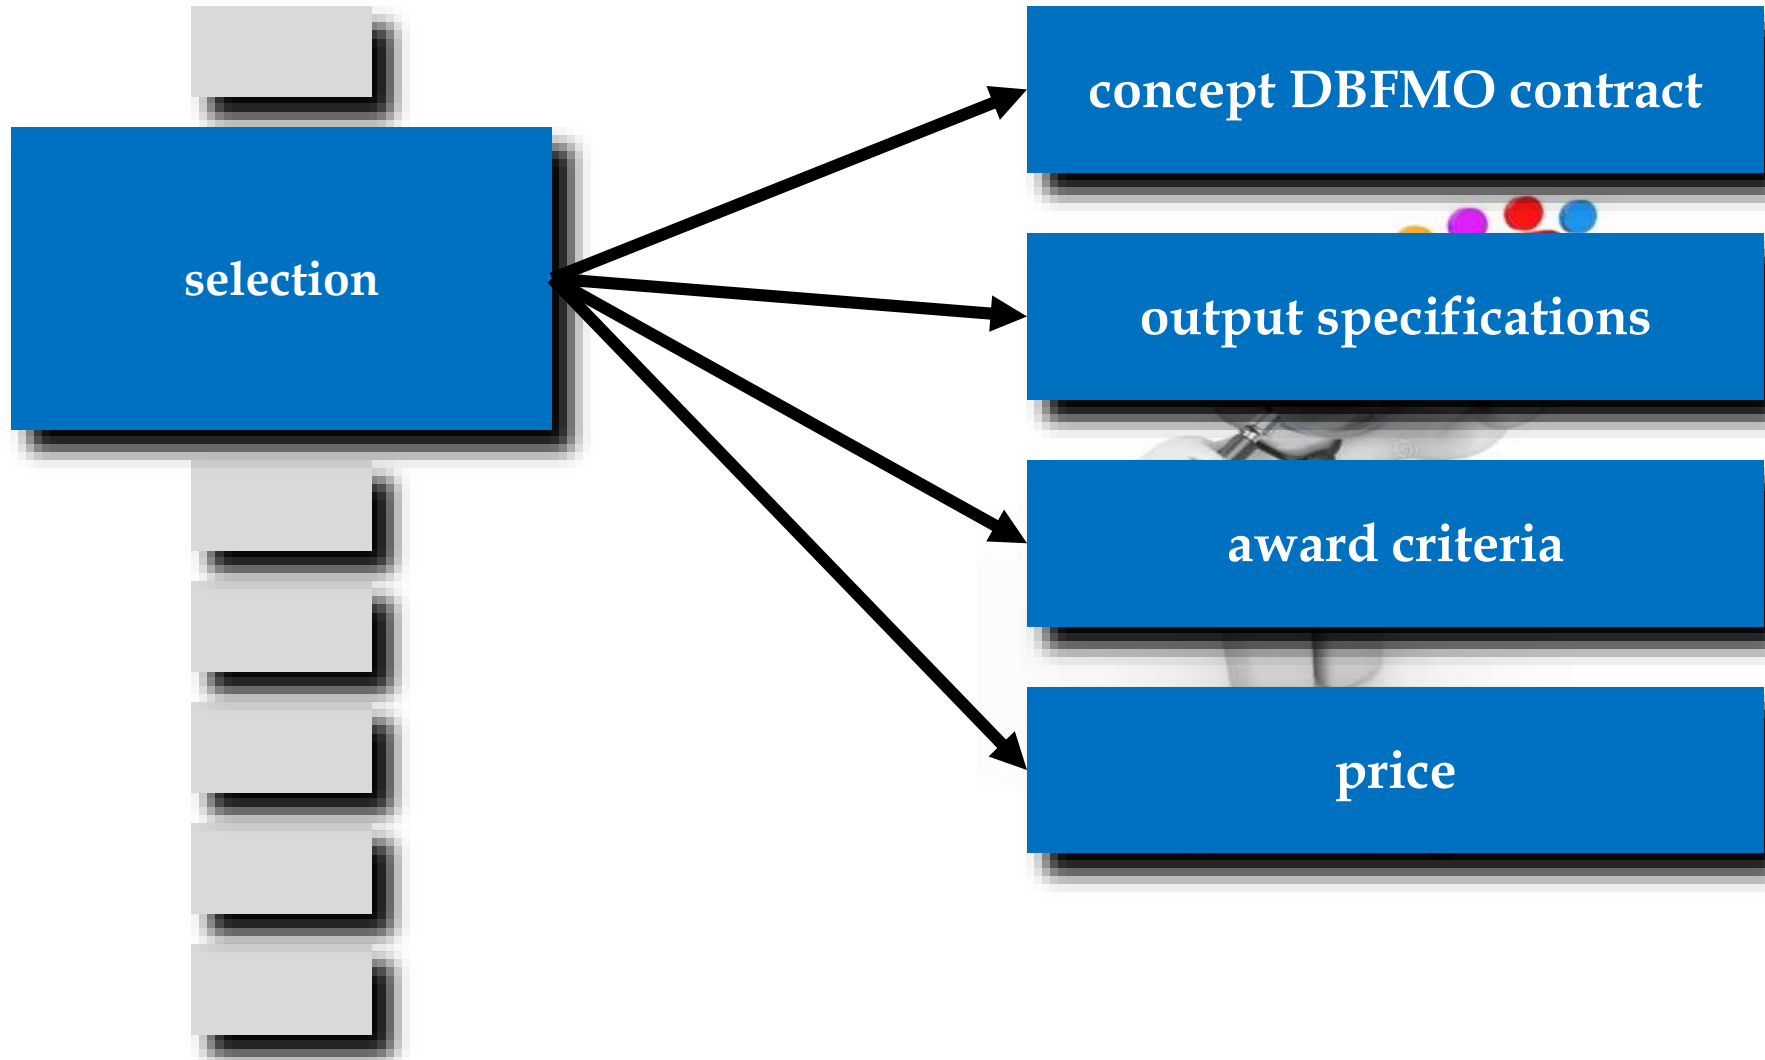 concept DBFMO contract
selection
output specifications
award criteria
price